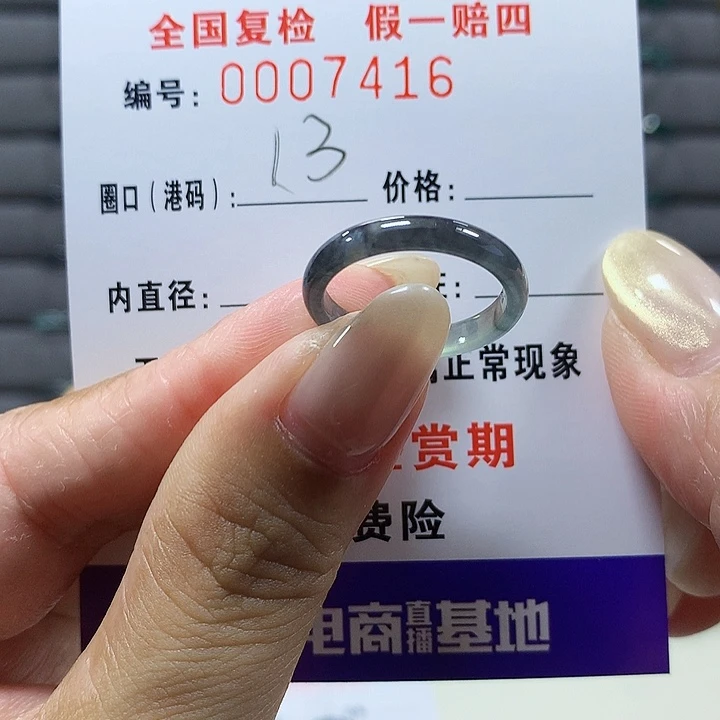 全国复检 假一赔四
编号: 0007416
圈口(港码): 13 价格:
内直径:
正常现象
赏期
费险
电商直播基地